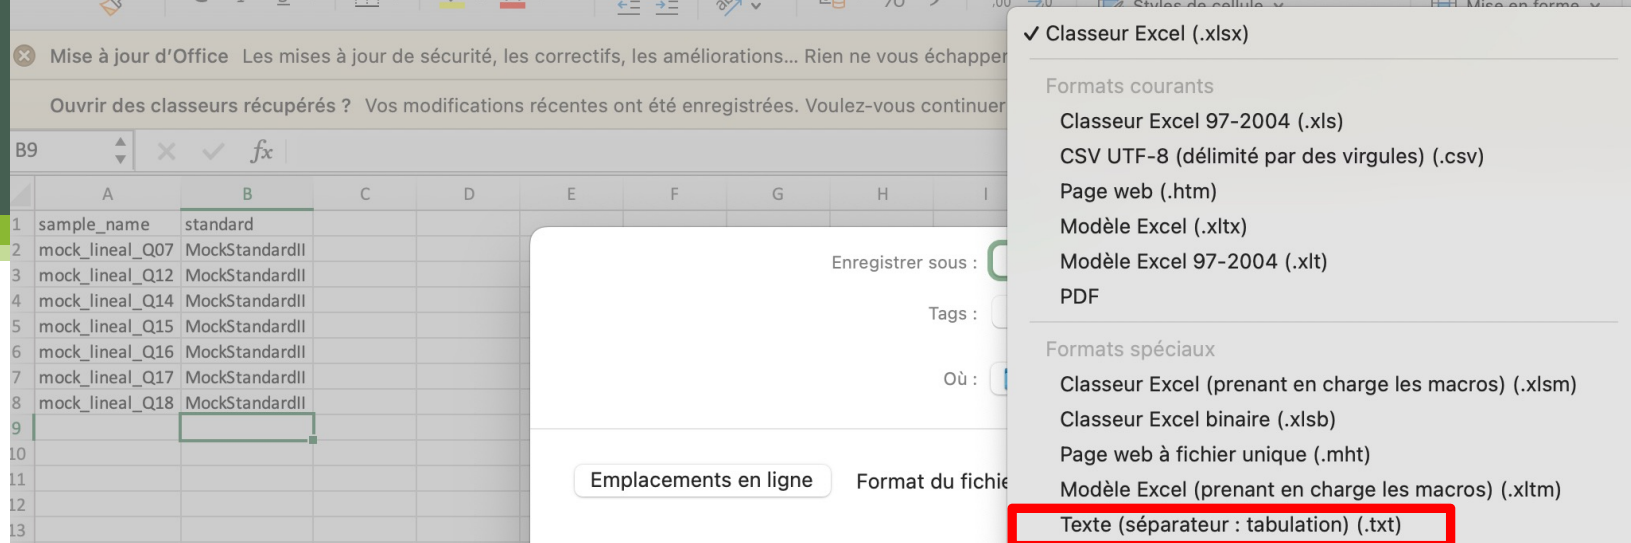 Styles de cellule
Mise en forme
Mise à jour d'Office Les mises à jour de sécurité, les correctifs, les améliorations... Rien ne vous échapper
Ouvrir des classeurs récupérés ? Vos modifications récentes ont été enregistrées. Voulez-vous continuer
B9
fx
A B C D E F G H I
1 sample_name standard
2 mock_lineal_Q07 MockStandardII
3 mock_lineal_Q12 MockStandardII
4 mock_lineal_Q14 MockStandardII
5 mock_lineal_Q15 MockStandardII
6 mock_lineal_Q16 MockStandardII
7 mock_lineal_Q17 MockStandardII
8 mock_lineal_Q18 MockStandardII
9
10
11
12
13
Enregistrer sous :
Tags :
Où :
Emplacements en ligne
Format du fichie
✓ Classeur Excel (.xlsx)
Formats courants
Classeur Excel 97-2004 (.xls)
CSV UTF-8 (délimité par des virgules) (.csv)
Page web (.htm)
Modèle Excel (.xltx)
Modèle Excel 97-2004 (.xlt)
PDF
Formats spéciaux
Classeur Excel (prenant en charge les macros) (.xlsm)
Classeur Excel binaire (.xlsb)
Page web à fichier unique (.mht)
Modèle Excel (prenant en charge les macros) (.xltm)
Texte (séparateur : tabulation) (.txt)